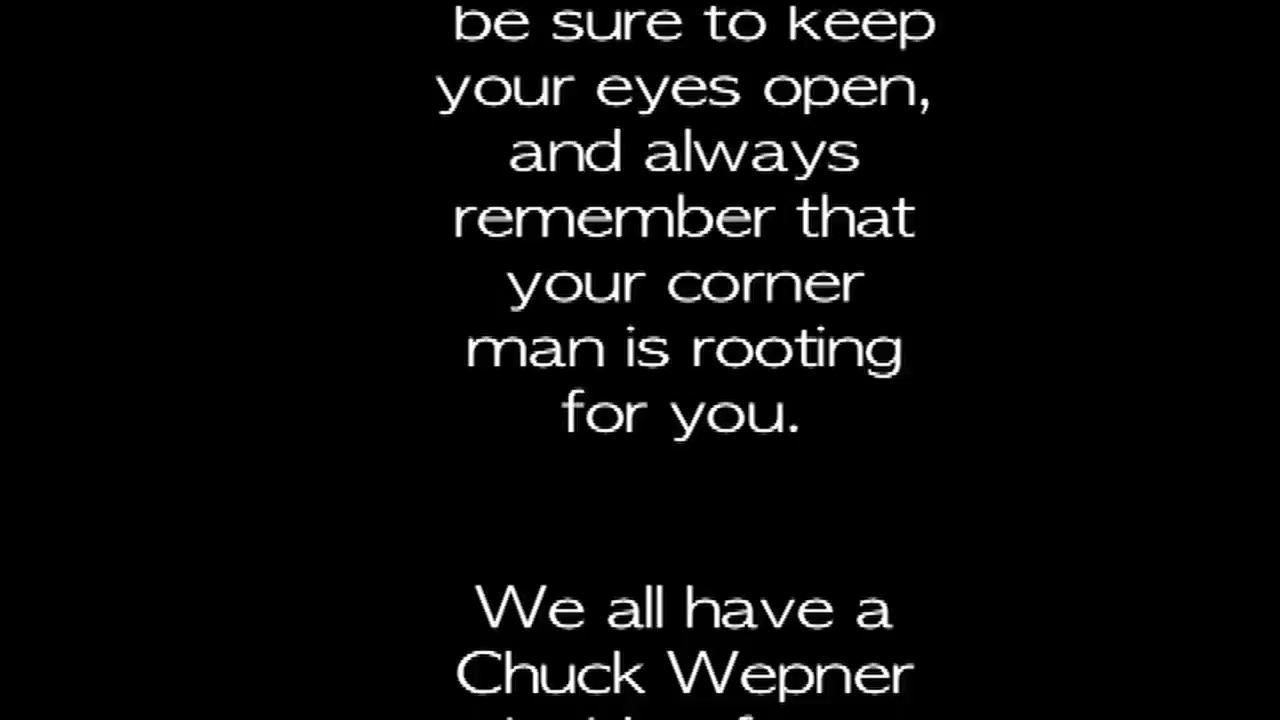 be sure to keep
your eyes open,
and always
remember that
your corner
man is rooting
for you.
We all have a
Chuck Wepner